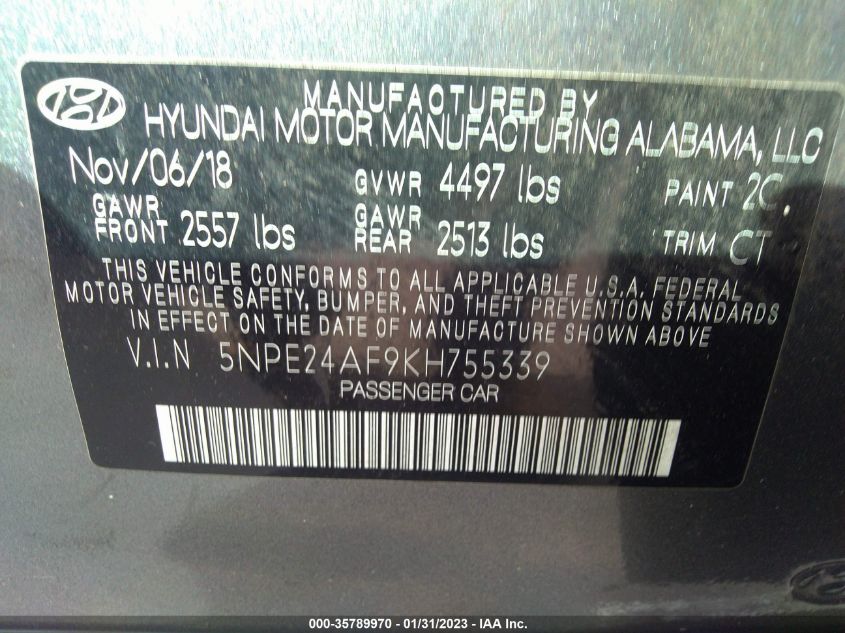 MANUFACTURED BY
HYUNDAI MOTOR MANUFACTURING ALABAMA, LLC
Nov/06/18 GVWR 4497 lbs PAINT 2C.
GAWR FRONT 2557 lbs GAWR REAR 2513 lbs TRIM CT
THIS VEHICLE CONFORMS TO ALL APPLICABLE U.S.A. FEDERAL
MOTOR VEHICLE SAFETY, BUMPER, AND THEFT PREVENTION STANDARDS
IN EFFECT ON THE DATE OF MANUFACTURE SHOWN ABOVE
V.I.N 5NPE24AF9KH755339
PASSENGER CAR
000-35789970 - 01/31/2023 - IAA Inc.